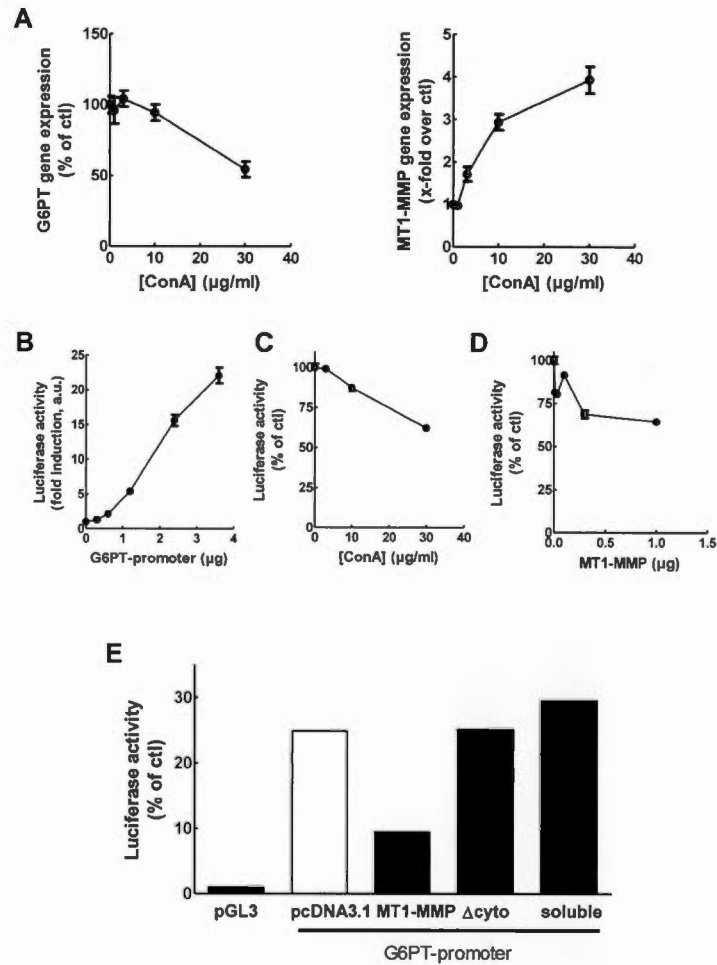 A
G6PT gene expression
(% of ctl)
150
100
50
0
0 10 20 30 40
[ConA] (µg/ml)
MT1-MMP gene expression
(x-fold over ctl)
5
4
3
2
1
0
0 10 20 30 40
[ConA] (µg/ml)
B
Luciferase activity
(fold induction, a.u.)
25
20
15
10
5
0
0 1 2 3 4
G6PT-promoter (µg)
C
Luciferase activity
(% of ctl)
100
75
50
25
0
0 10 20 30 40
[ConA] (µg/ml)
D
Luciferase activity
(% of ctl)
100
75
50
25
0
0.0 0.5 1.0 1.5
MT1-MMP (µg)
E
Luciferase activity
(% of ctl)
30
20
10
0
pGL3 pcDNA3.1 MT1-MMP Δcyto soluble
G6PT-promoter